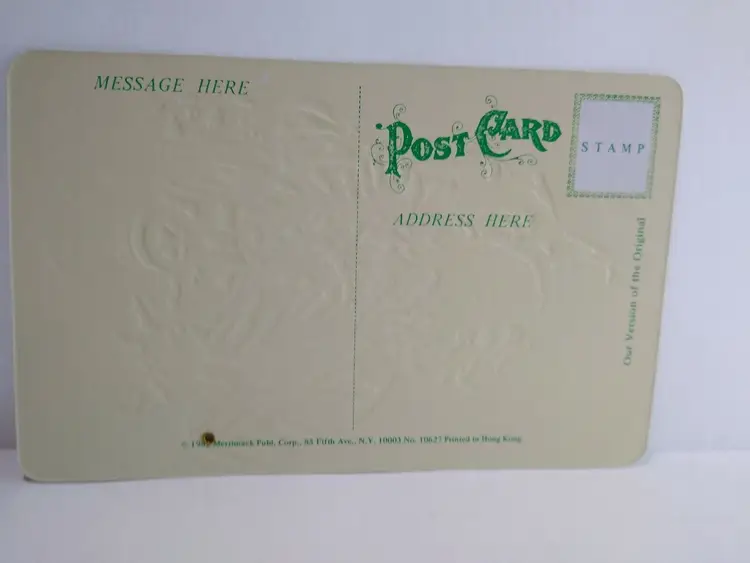 MESSAGE HERE
POST CARD
STAMP
ADDRESS HERE
Our Version of the Original
© Merrimack Publ. Corp., 85 Fifth Ave., N.Y. 10003 No. 10627 Printed in Hong Kong